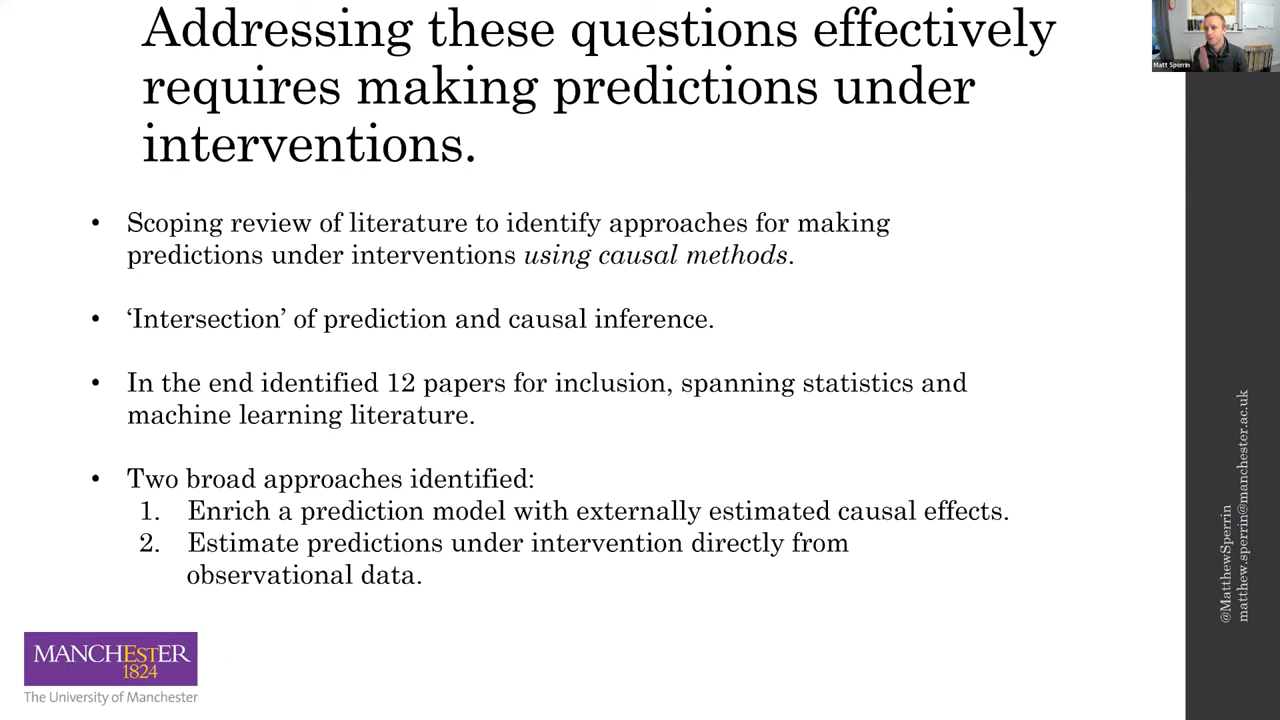 Addressing these questions effectively
requires making predictions under
interventions.
Matt Sperrin
• Scoping review of literature to identify approaches for making
predictions under interventions using causal methods.
• ‘Intersection’ of prediction and causal inference.
• In the end identified 12 papers for inclusion, spanning statistics and
machine learning literature.
• Two broad approaches identified:
1. Enrich a prediction model with externally estimated causal effects.
2. Estimate predictions under intervention directly from
observational data.
@MatthewSperrin
matthew.sperrin@manchester.ac.uk
MANCHESTER
1824
The University of Manchester